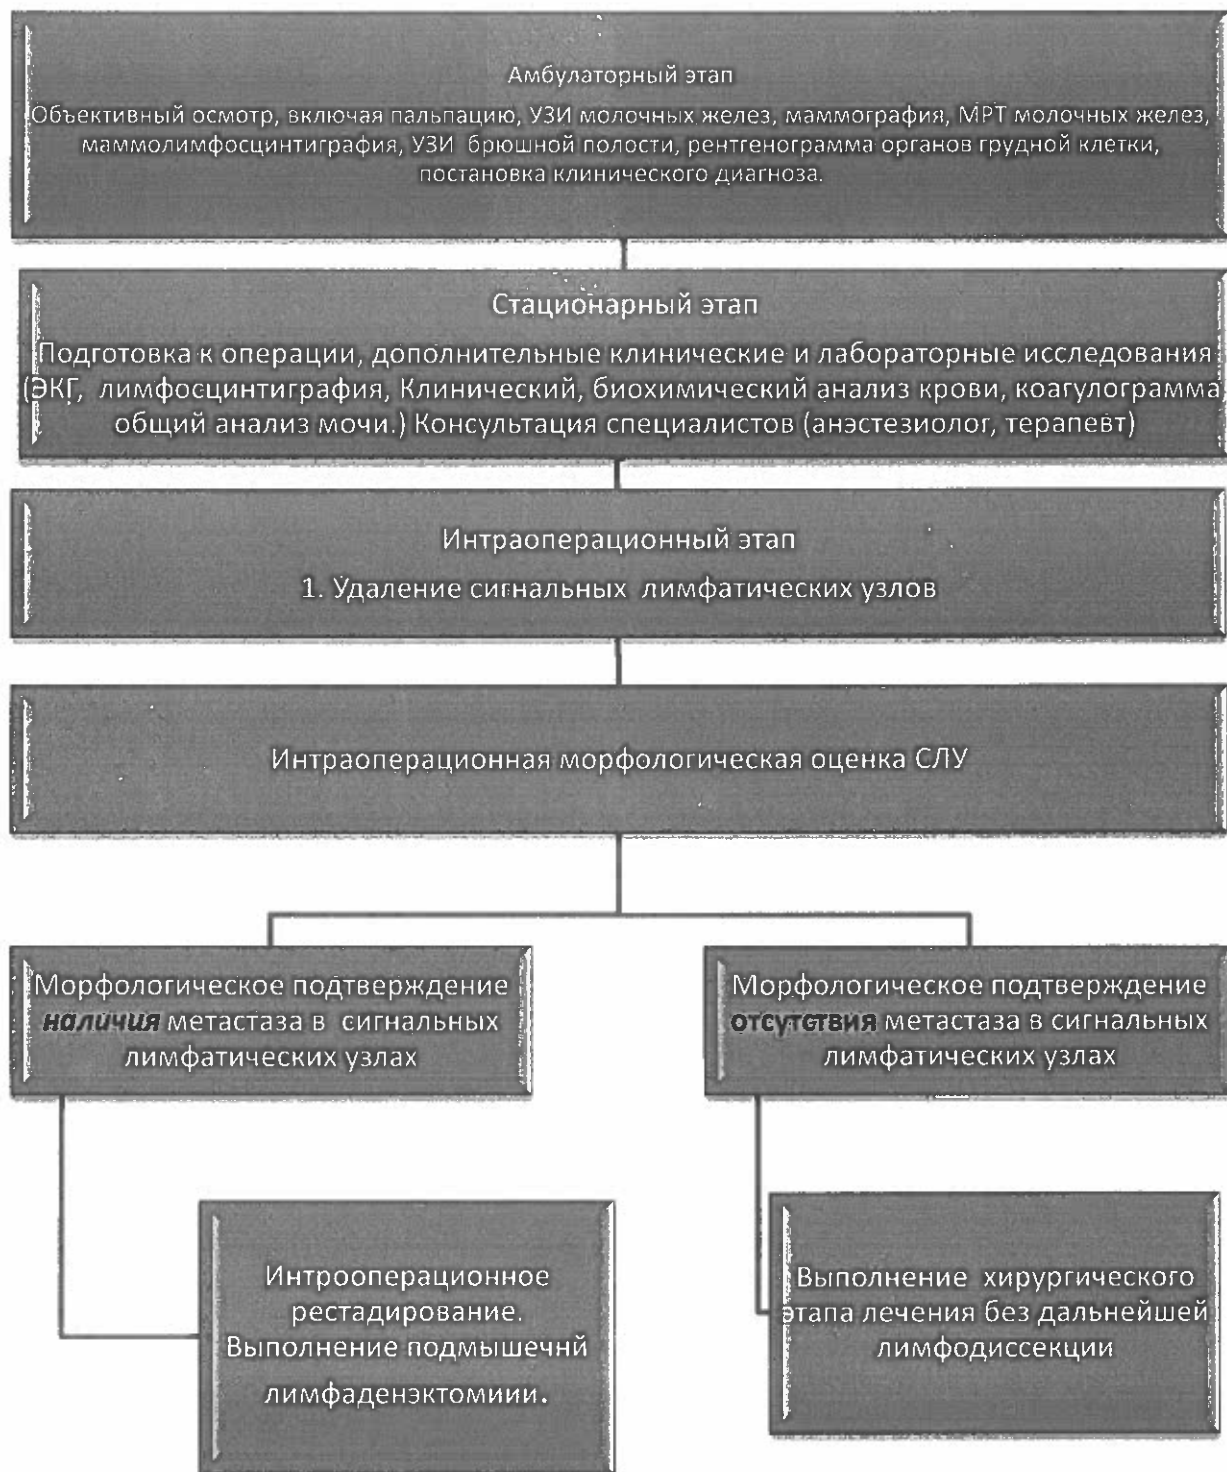 Амбулаторный этап
Объективный осмотр, включая пальпацию, УЗИ молочных желез, маммография, МРТ молочных желез,
маммолимфосцинтиграфия, УЗИ брюшной полости, рентгенограмма органов грудной клетки,
постановка клинического диагноза.
Стационарный этап
Подготовка к операции, дополнительные клинические и лабораторные исследования
(ЭКГ, лимфосцинтиграфия, Клинический, биохимический анализ крови, коагулограмма
общий анализ мочи.) Консультация специалистов (анэстезиолог, терапевт)
Интраоперационный этап
1. Удаление сигнальных лимфатических узлов
Интраоперационная морфологическая оценка СЛУ
Морфологическое подтверждение
наличия метастаза в сигнальных
лимфатических узлах
Морфологическое подтверждение
отсутствия метастаза в сигнальных
лимфатических узлах
Интрооперационное
рестадирование.
Выполнение подмышечнй
лимфаденэктомиии.
Выполнение хирургического
этапа лечения без дальнейшей
лимфодиссекции